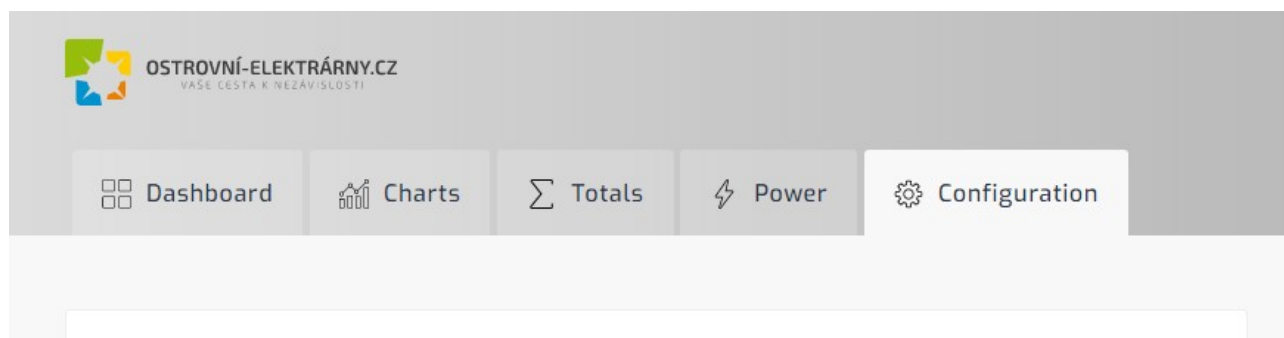 OSTROVNÍ-ELEKTRÁRNY.CZ
VAŠE CESTA K NEZÁVISLOSTI
Dashboard Charts Totals Power Configuration